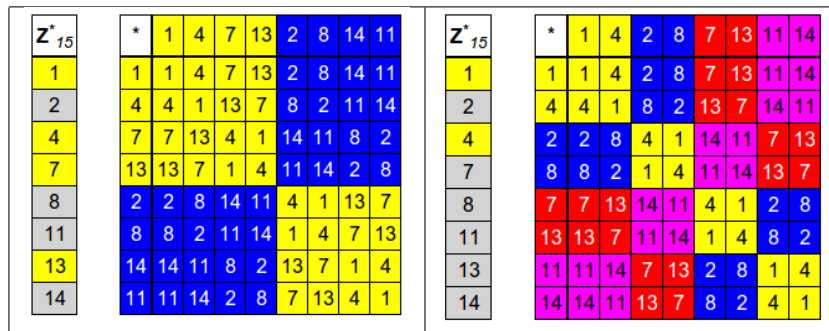 Z*15 * 1 4 7 13 2 8 14 11
1 1 1 4 7 13 2 8 14 11
2 4 4 1 13 7 8 2 11 14
4 7 7 13 4 1 14 11 8 2
7 13 13 7 1 4 11 14 2 8
8 2 2 8 14 11 4 1 13 7
11 8 8 2 11 14 1 4 7 13
13 14 14 11 8 2 13 7 1 4
14 11 11 14 2 8 7 13 4 1
Z*15 * 1 4 2 8 7 13 11 14
1 1 1 4 2 8 7 13 11 14
2 4 4 1 8 2 13 7 14 11
4 2 2 8 4 1 14 11 7 13
7 8 8 2 1 4 11 14 13 7
8 7 7 13 14 11 4 1 2 8
11 13 13 7 11 14 1 4 8 2
13 11 11 14 7 13 2 8 1 4
14 14 14 11 13 7 8 2 4 1